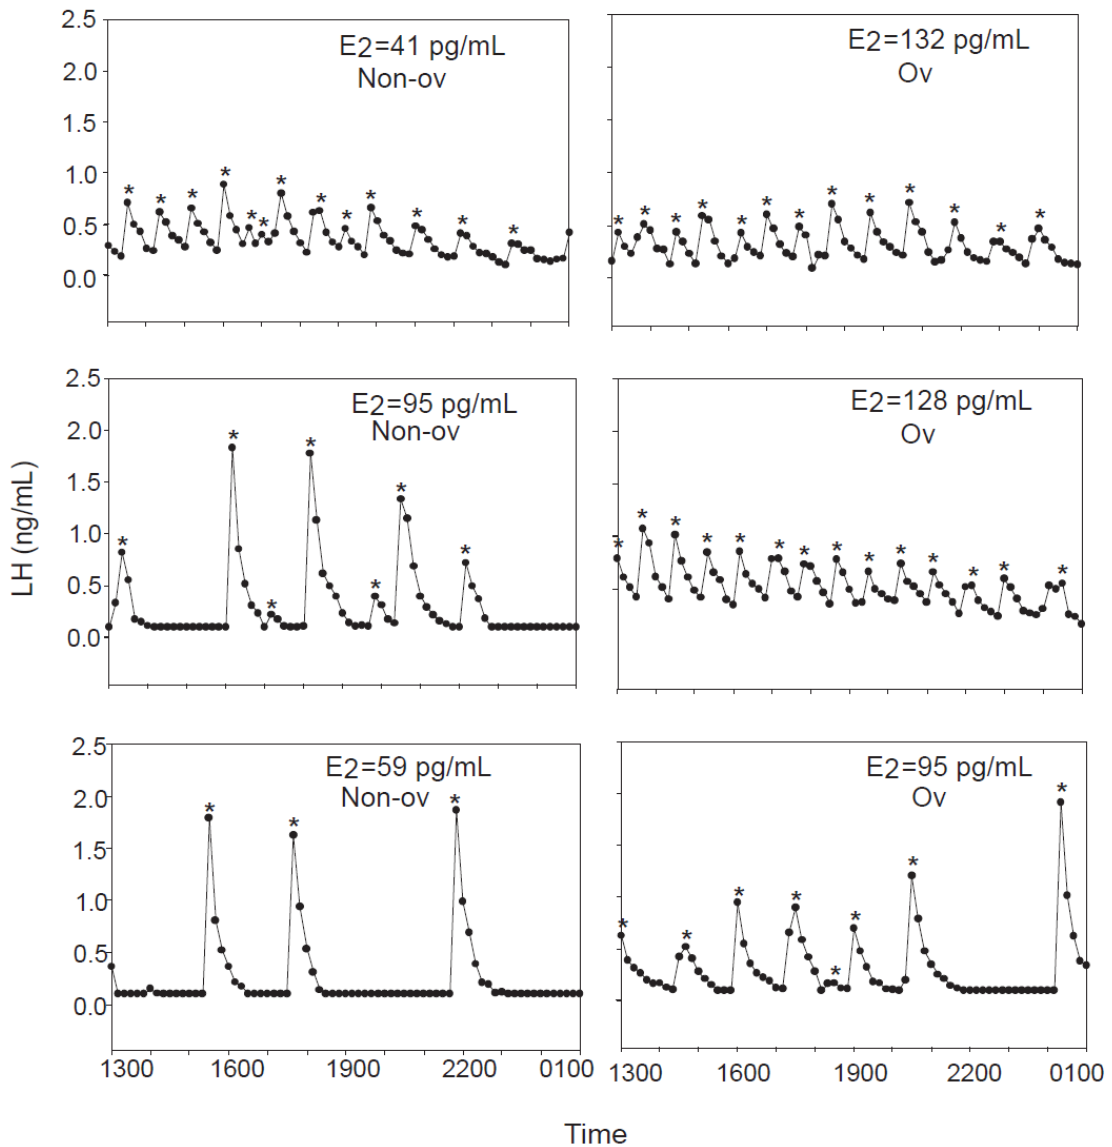 E2=41 pg/mL
Non-ov
2.5
2.0
1.5
1.0
0.5
0.0
E2=132 pg/mL
Ov
E2=95 pg/mL
Non-ov
2.5
2.0
1.5
1.0
0.5
0.0
E2=128 pg/mL
Ov
LH (ng/mL)
E2=59 pg/mL
Non-ov
2.5
2.0
1.5
1.0
0.5
0.0
E2=95 pg/mL
Ov
1300 1600 1900 2200 0100
1300 1600 1900 2200 0100
Time